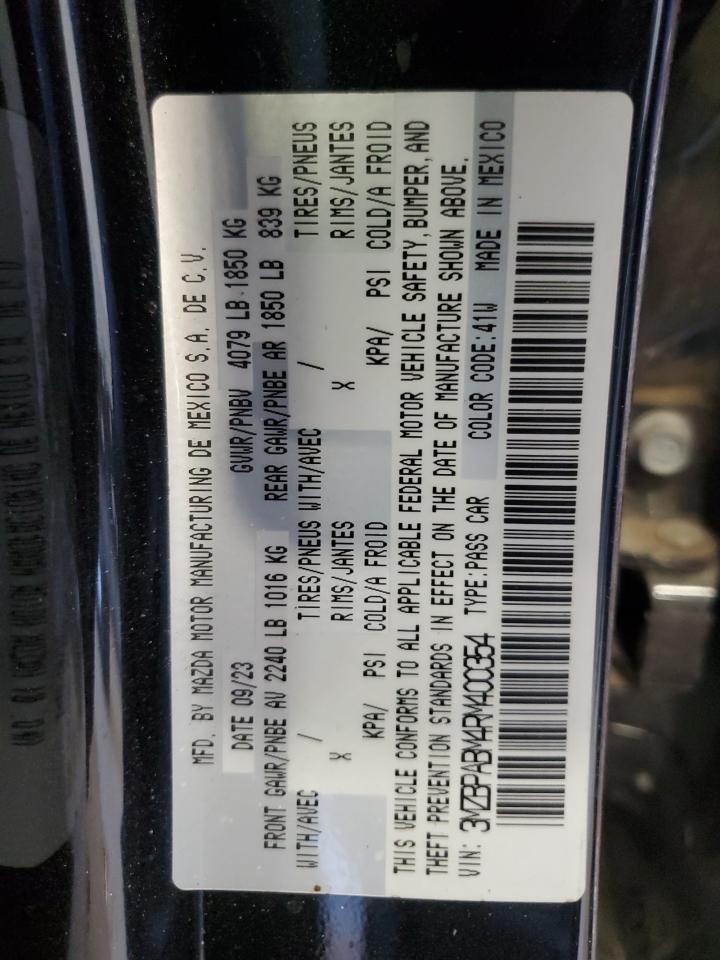 MFD. BY MAZDA MOTOR MANUFACTURING DE MEXICO S.A. DE C.V.
DATE 09/23 GVWR/PNBV 4079 LB 1850 KG
FRONT GAWR/PNBE AV 2240 LB 1016 KG REAR GAWR/PNBE AR 1850 LB 839 KG
WITH/AVEC / TIRES/PNEUS WITH/AVEC / TIRES/PNEUS
X RIMS/JANTES X RIMS/JANTES
KPA/ PSI COLD/A FROID KPA/ PSI COLD/A FROID
THIS VEHICLE CONFORMS TO ALL APPLICABLE FEDERAL MOTOR VEHICLE SAFETY, BUMPER, AND
THEFT PREVENTION STANDARDS IN EFFECT ON THE DATE OF MANUFACTURE SHOWN ABOVE.
VIN: 3MZBPABM4RM400354 TYPE:PASS CAR COLOR CODE:41W MADE IN MEXICO